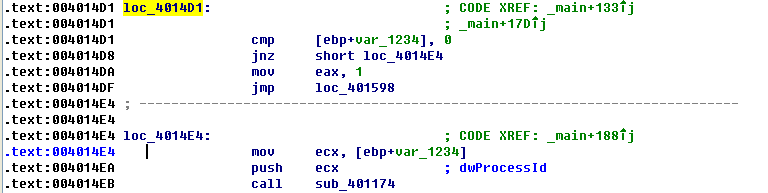 .text:004014D1 loc_4014D1: ; CODE XREF: _main+133↑j
.text:004014D1 ; _main+17D↑j
.text:004014D1 cmp [ebp+var_1234], 0
.text:004014D8 jnz short loc_4014E4
.text:004014DA mov eax, 1
.text:004014DF jmp loc_401598
.text:004014E4 ; ---------------------------------------------------------------------------
.text:004014E4
.text:004014E4 loc_4014E4: ; CODE XREF: _main+188↑j
.text:004014E4 mov ecx, [ebp+var_1234]
.text:004014EA push ecx ; dwProcessId
.text:004014EB call sub_401174